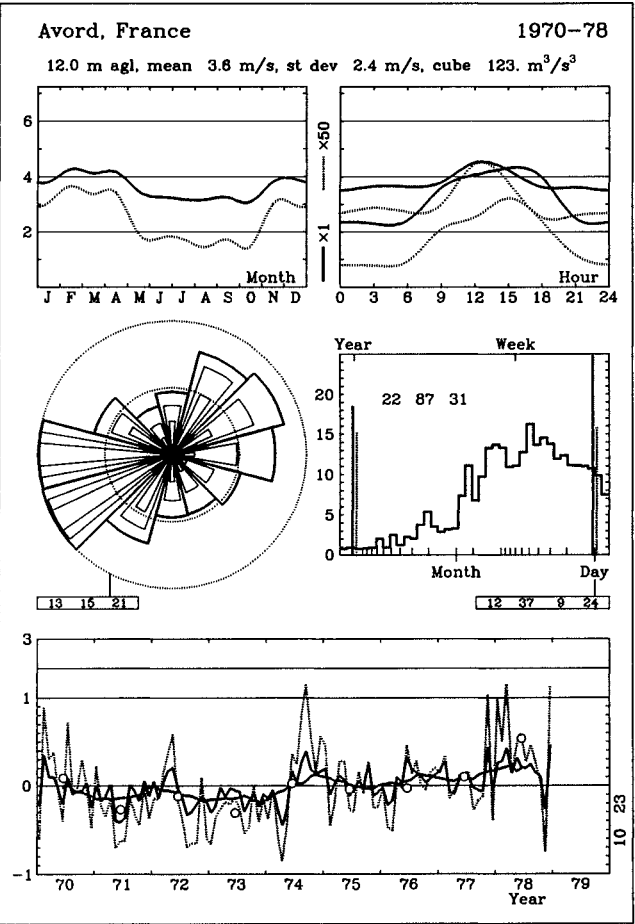 Avord, France 1970-78
12.0 m agl, mean 3.6 m/s, st dev 2.4 m/s, cube 123. m³/s³
6
4
2
J F M A M J J A S O N D
Month
×1 ×50
0 3 6 9 12 15 18 21 24
Hour
Year Week
20
15
10
5
0
22 87 31
Month Day
13 15 21
12 37 9 24
3
1
0
-1
70 71 72 73 74 75 76 77 78 79
Year
10 23